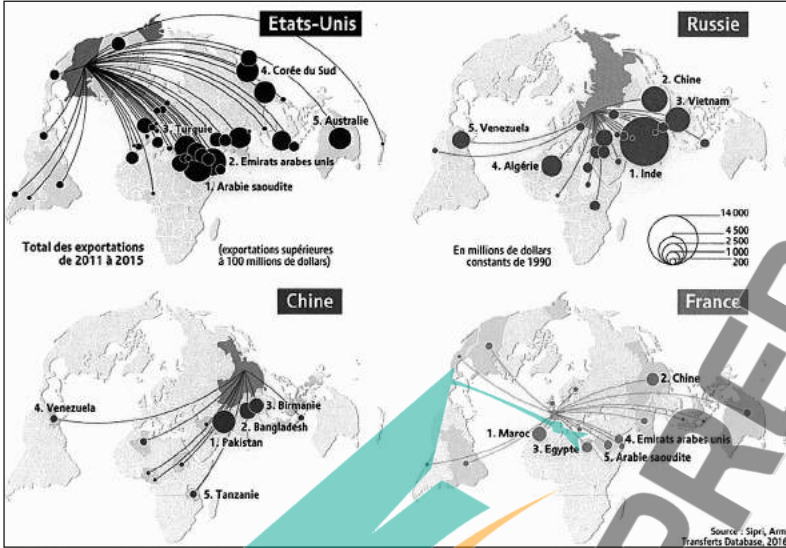 Etats-Unis
4. Corée du Sud
5. Australie
3. Turquie
2. Emirats arabes unis
1. Arabie saoudite
Total des exportations
de 2011 à 2015
(exportations supérieures
à 100 millions de dollars)
Russie
2. Chine
3. Vietnam
5. Venezuela
4. Algérie
1. Inde
En millions de dollars
constants de 1990
14 000
4 500
2 500
1 000
200
Chine
4. Venezuela
3. Birmanie
2. Bangladesh
1. Pakistan
5. Tanzanie
France
2. Chine
1. Maroc
4. Emirats arabes unis
3. Egypte
5. Arabie saoudite
Source : Sipri, Arm
Transferts Database, 2016
PRED